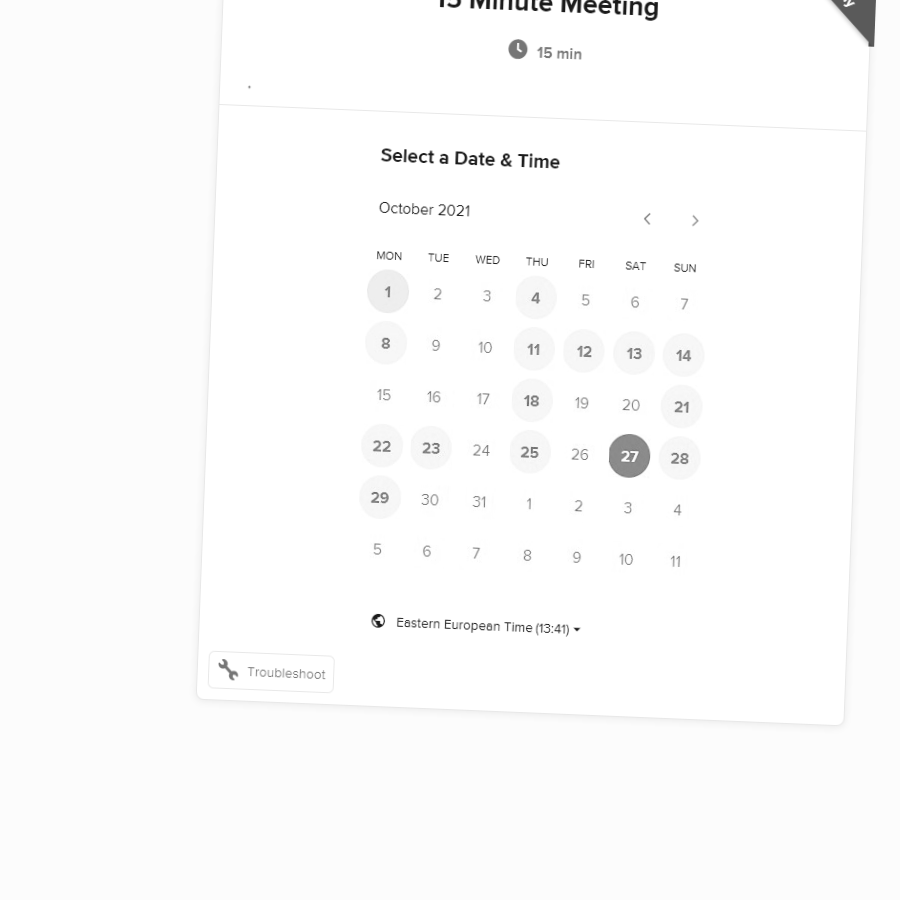 15 Minute Meeting
15 min
Select a Date & Time
October 2021
MON TUE WED THU FRI SAT SUN
1 2 3 4 5 6 7
8 9 10 11 12 13 14
15 16 17 18 19 20 21
22 23 24 25 26 27 28
29 30 31 1 2 3 4
5 6 7 8 9 10 11
Eastern European Time (13:41)
Troubleshoot